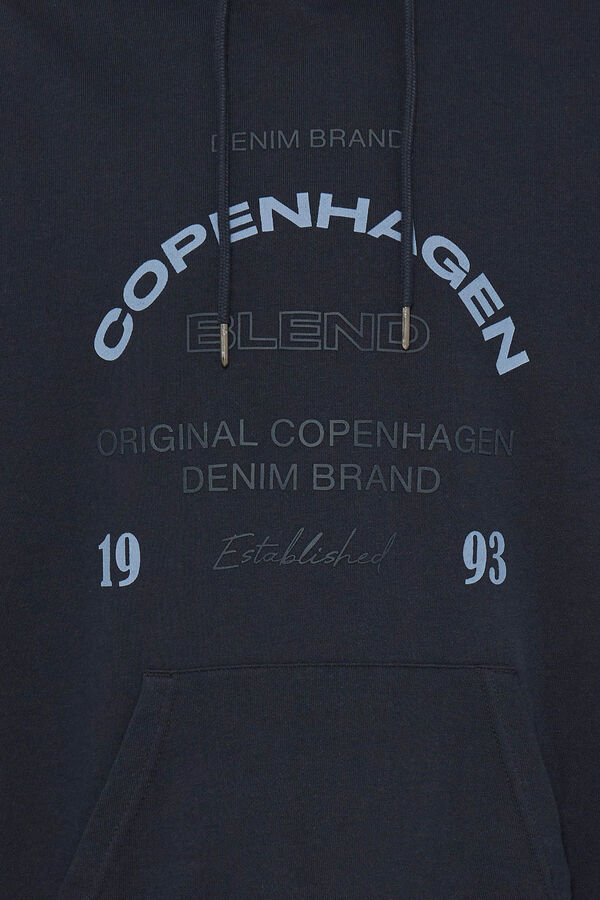 DENIM BRAND
COPENHAGEN
BLEND
ORIGINAL COPENHAGEN
DENIM BRAND
19 Established 93